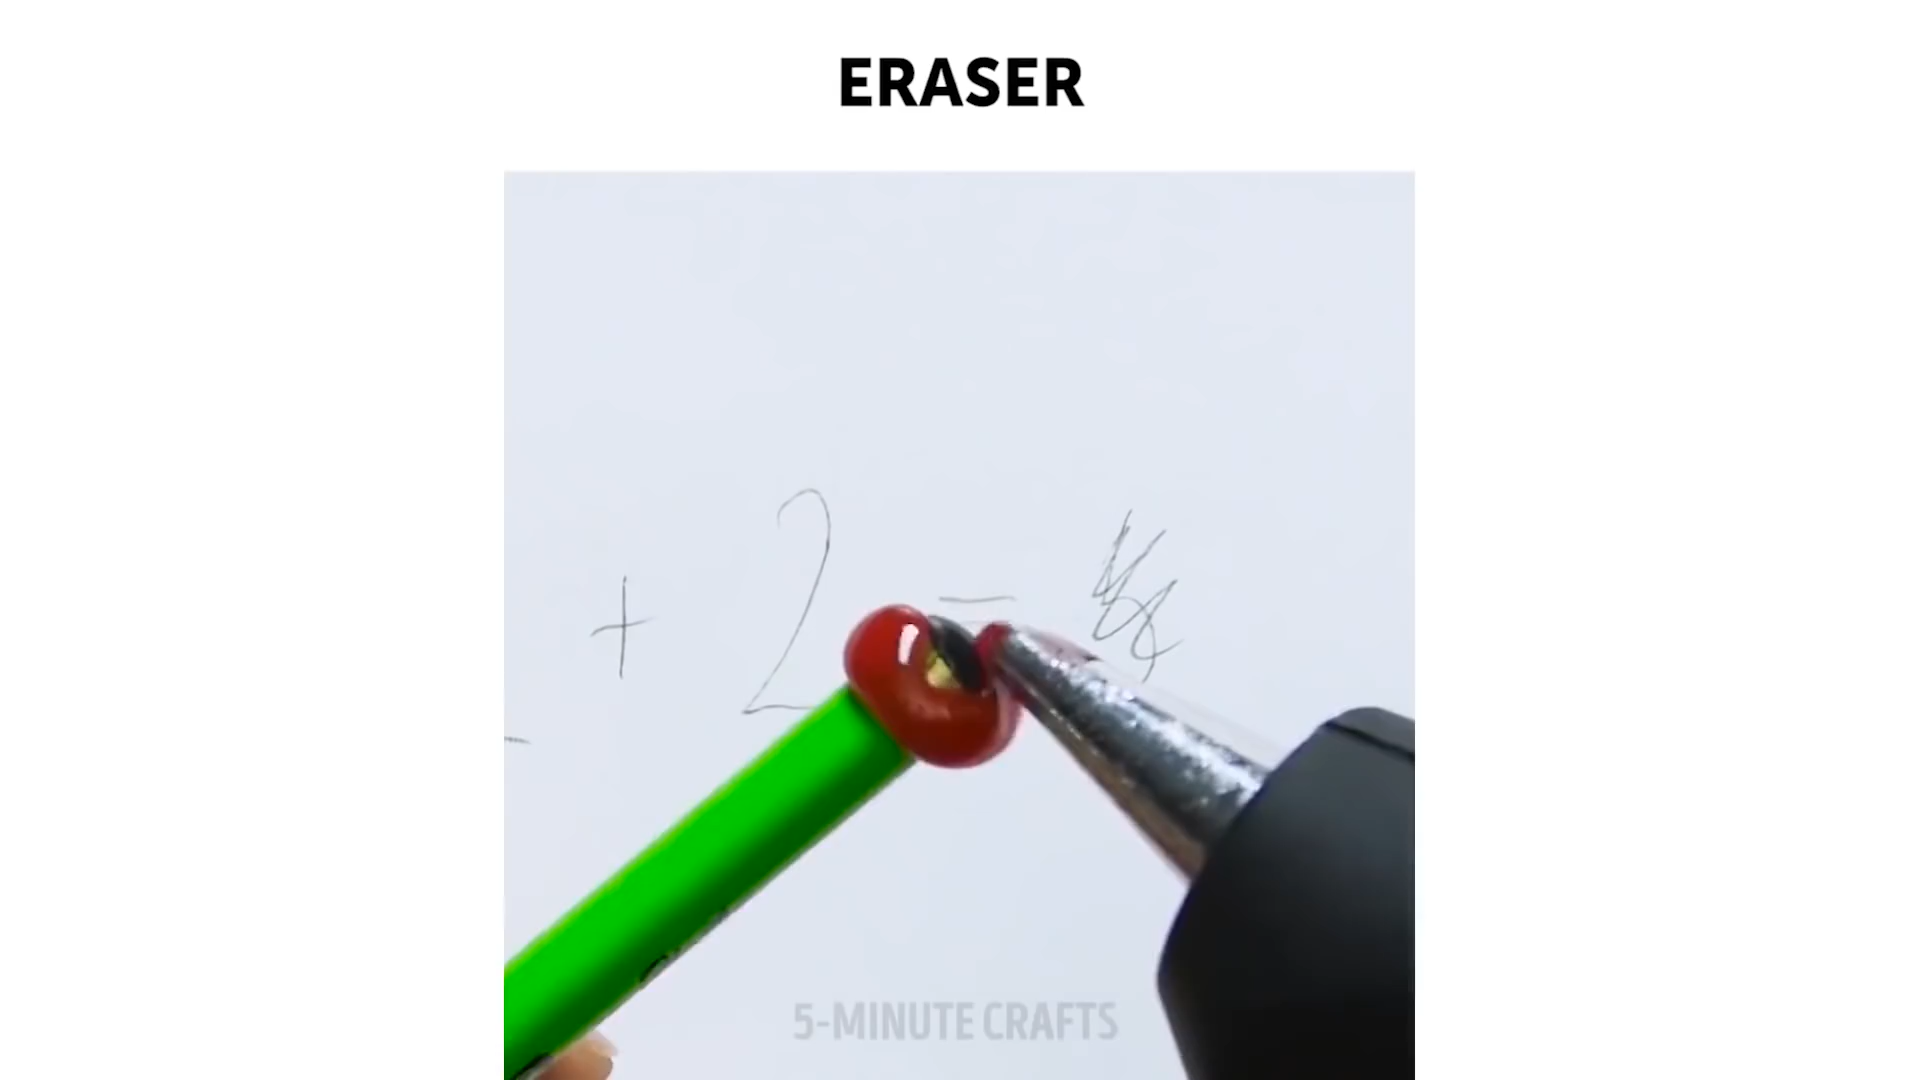 ERASER
+ 2 =
5-MINUTE CRAFTS